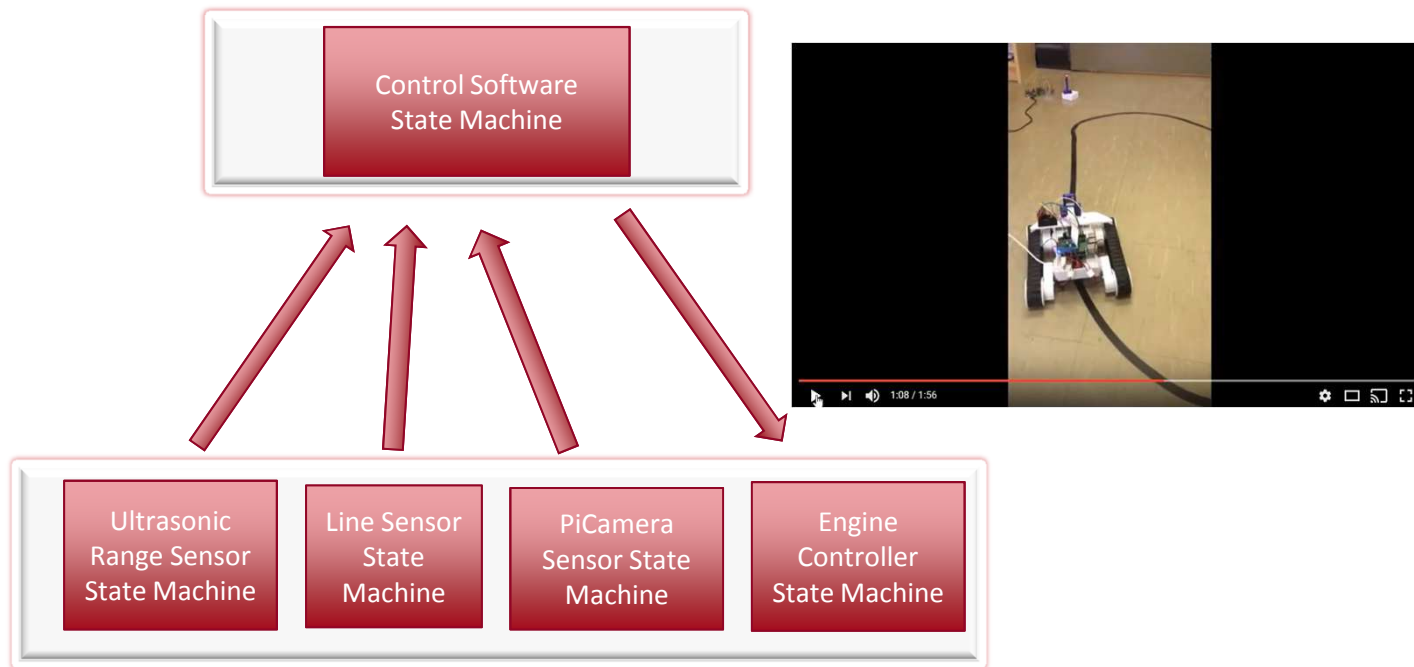 Control Software
State Machine
1:08 / 1:56
Ultrasonic
Range Sensor
State Machine
Line Sensor
State
Machine
PiCamera
Sensor State
Machine
Engine
Controller
State Machine